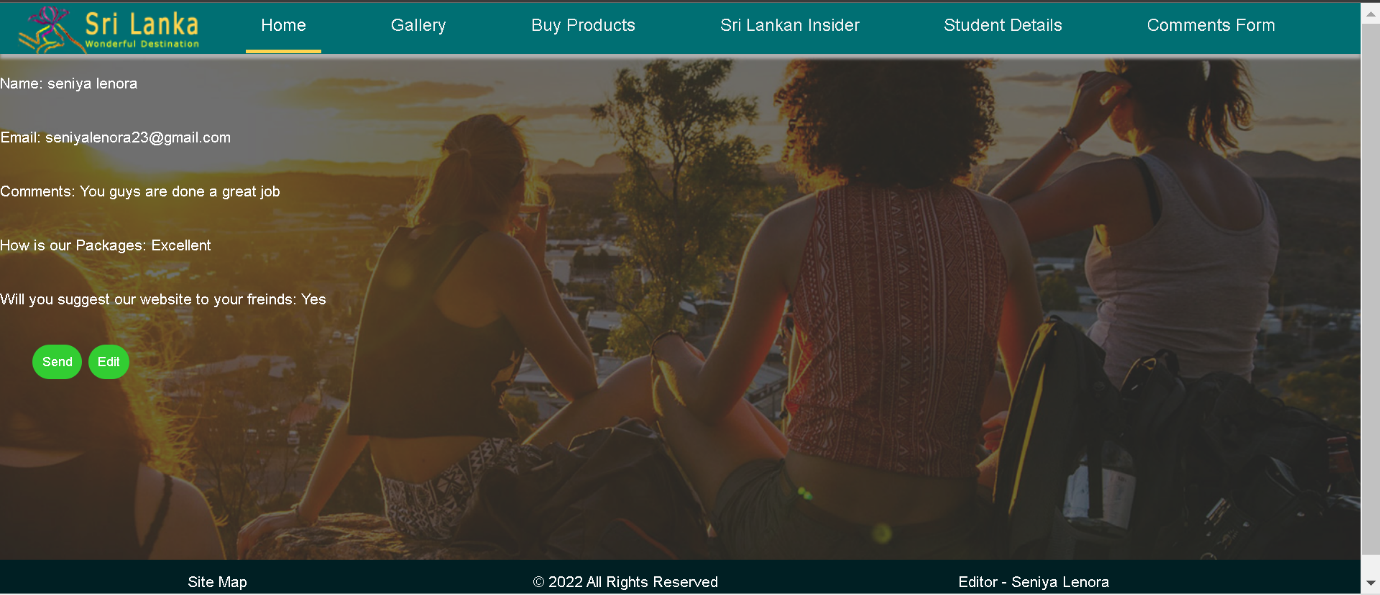 Sri Lanka
Wonderful Destination
Home
Gallery
Buy Products
Sri Lankan Insider
Student Details
Comments Form
Name: seniya lenora
Email: seniyalenora23@gmail.com
Comments: You guys are done a great job
How is our Packages: Excellent
Will you suggest our website to your freinds: Yes
Send
Edit
Site Map
© 2022 All Rights Reserved
Editor - Seniya Lenora